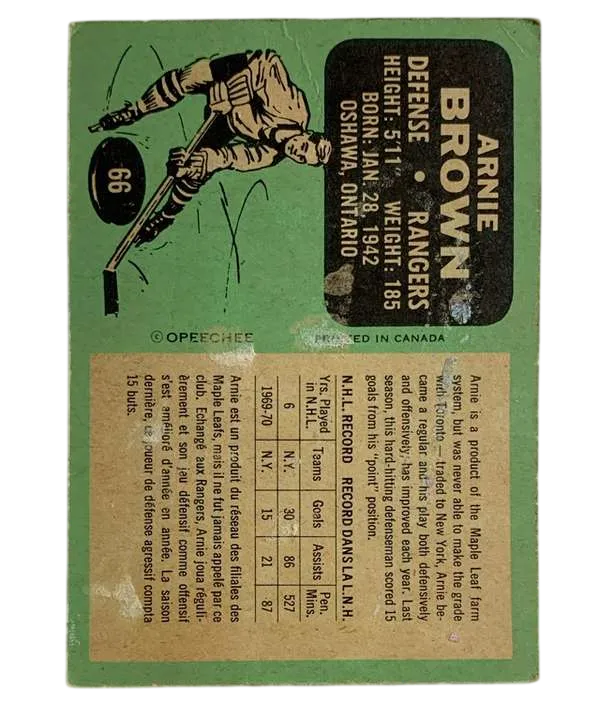 ARNIE
BROWN
DEFENSE • RANGERS
HEIGHT: 5'11" WEIGHT: 185
BORN: JAN. 28, 1942
OSHAWA, ONTARIO
66
© OPEECHEE
PRINTED IN CANADA
Arnie is a product of the Maple Leaf farm
system, but was never able to make the grade
with Toronto — traded to New York, Arnie be-
came a regular and his play both defensively
and offensively, has improved each year. Last
season, this hard-hitting defenseman scored 15
goals from his "point" position.
N.H.L. RECORD RECORD DANS LA L.N.H.
Yrs. Played in N.H.L. Teams Goals Assists Pen. Mins.
6 N.Y. 30 86 527
1969-70 N.Y. 15 21 87
Arnie est un produit du réseau des filiales des
Maple Leafs, mais il ne fut jamais appelé par ce
club. Echangé aux Rangers, Arnie joua réguli-
èrement et son jeu défensif comme offensif
s'est amélioré d'année en année. La saison
dernière, ce joueur de défense agressif compta
15 buts.